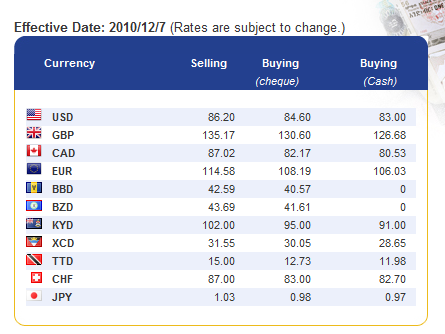 Effective Date: 2010/12/7 (Rates are subject to change.)
Currency Selling Buying Buying
(cheque) (Cash)
USD 86.20 84.60 83.00
GBP 135.17 130.60 126.68
CAD 87.02 82.17 80.53
EUR 114.58 108.19 106.03
BBD 42.59 40.57 0
BZD 43.69 41.61 0
KYD 102.00 95.00 91.00
XCD 31.55 30.05 28.65
TTD 15.00 12.73 11.98
CHF 87.00 83.00 82.70
JPY 1.03 0.98 0.97